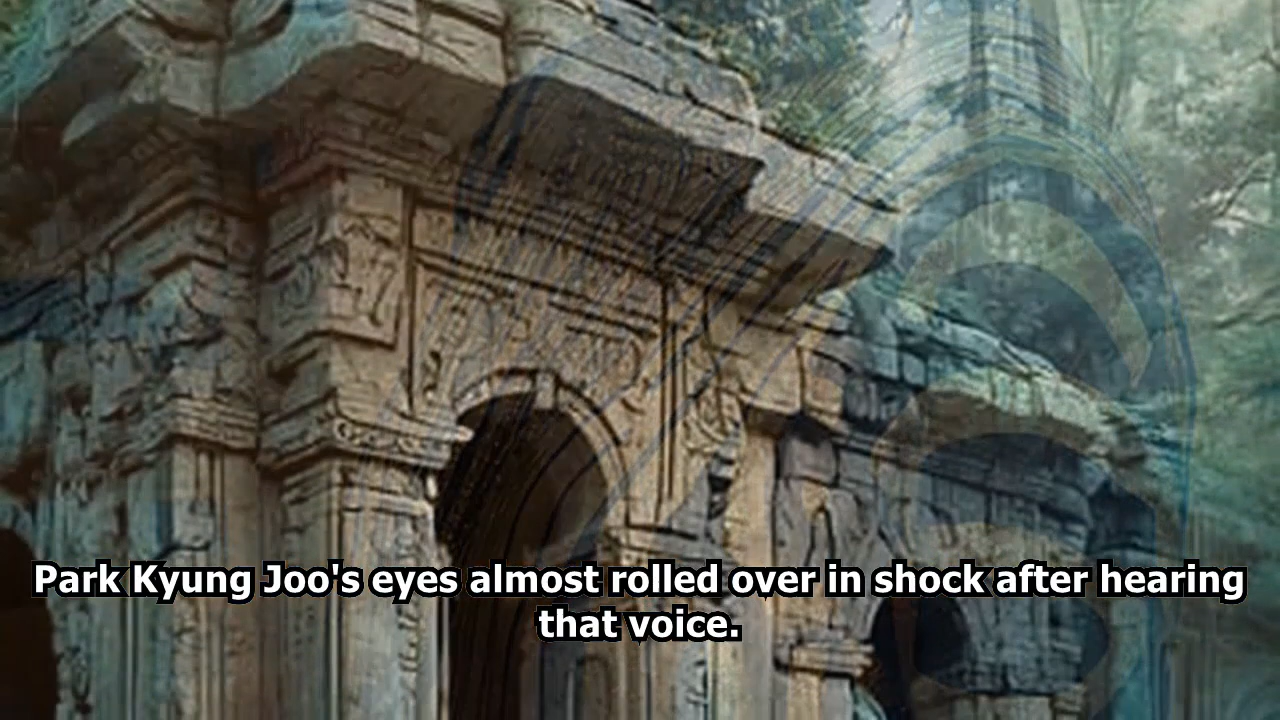 Park Kyung Joo's eyes almost rolled over in shock after hearing
that voice.